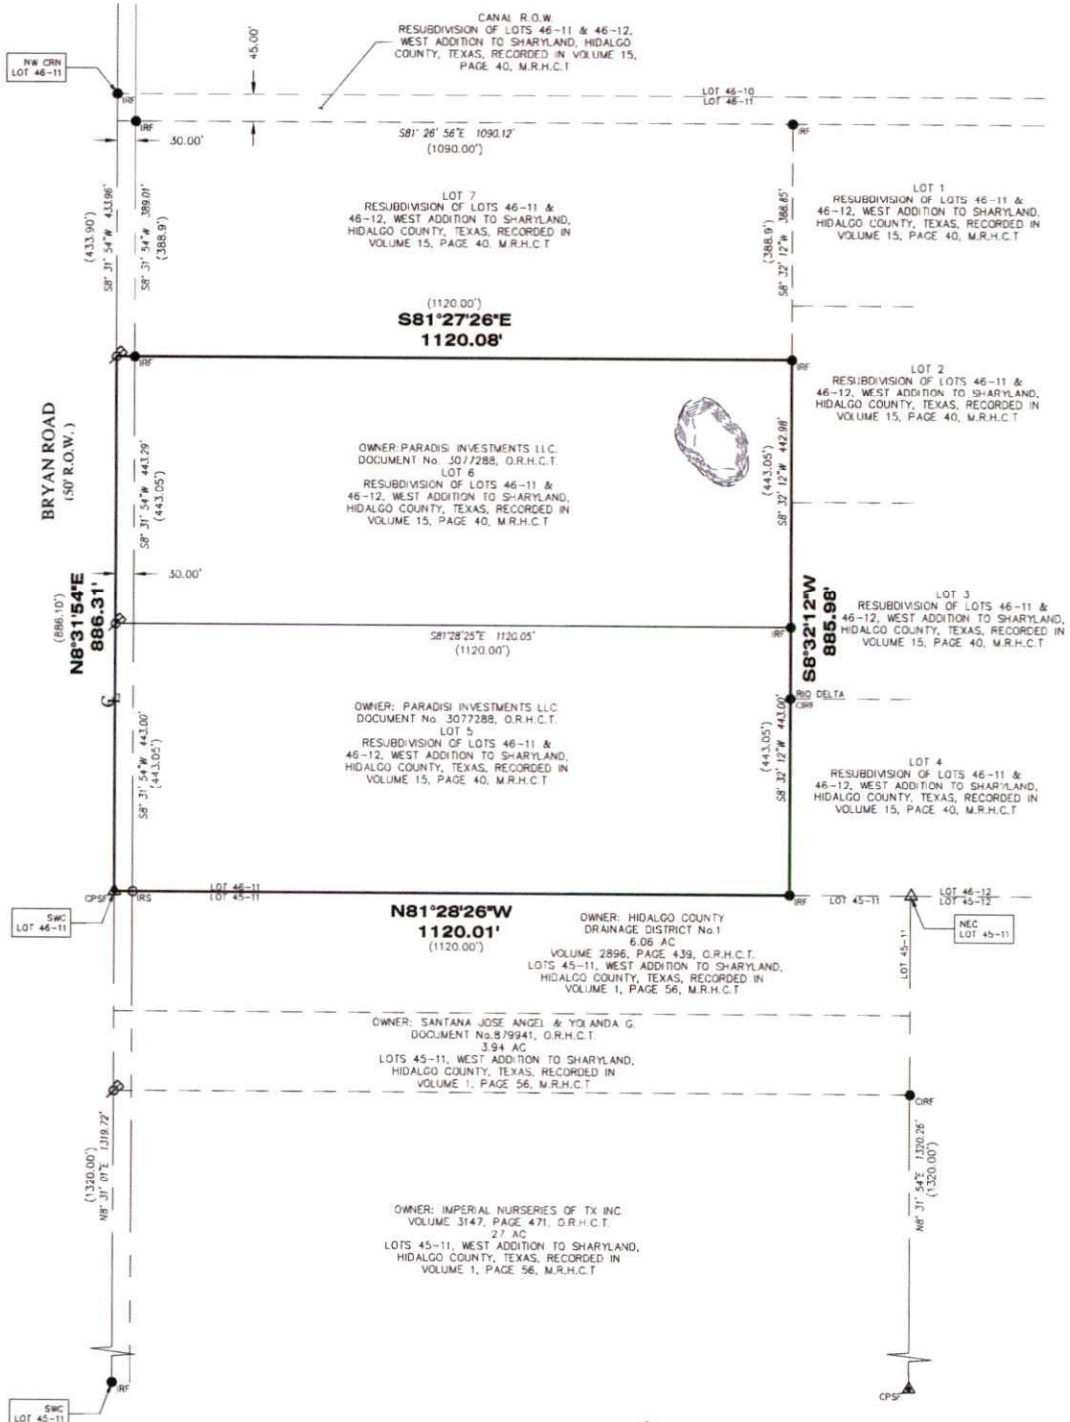 CANAL R.O.W.
RESUBDIVISION OF LOTS 46-11 & 46-12,
WEST ADDITION TO SHARYLAND, HIDALGO
COUNTY, TEXAS, RECORDED IN VOLUME 15,
PAGE 40, M.R.H.C.T
45.00'
NW CRN
LOT 46-11
IRF
LOT 46-10
LOT 46-11
IRF
30.00'
S81° 26' 56"E 1090.12'
(1090.00')
IRF
LOT 7
RESUBDIVISION OF LOTS 46-11 &
46-12, WEST ADDITION TO SHARYLAND,
HIDALGO COUNTY, TEXAS, RECORDED IN
VOLUME 15, PAGE 40, M.R.H.C.T
LOT 1
RESUBDIVISION OF LOTS 46-11 &
46-12, WEST ADDITION TO SHARYLAND,
HIDALGO COUNTY, TEXAS, RECORDED IN
VOLUME 15, PAGE 40, M.R.H.C.T
(433.90')
S8° 31' 54"W 433.96'
S8° 31' 54"W 389.01'
(388.9')
(388.9')
S8° 32' 12"W 388.85'
(1120.00')
S81°27'26"E
1120.08'
IRF
IRF
LOT 2
RESUBDIVISION OF LOTS 46-11 &
46-12, WEST ADDITION TO SHARYLAND,
HIDALGO COUNTY, TEXAS, RECORDED IN
VOLUME 15, PAGE 40, M.R.H.C.T
BRYAN ROAD
(50' R.O.W.)
OWNER: PARADISI INVESTMENTS LLC.
DOCUMENT No. 3077288, O.R.H.C.T.
LOT 6
RESUBDIVISION OF LOTS 46-11 &
46-12, WEST ADDITION TO SHARYLAND,
HIDALGO COUNTY, TEXAS, RECORDED IN
VOLUME 15, PAGE 40, M.R.H.C.T
S8° 31' 54"W 443.29'
(443.05')
(443.05')
S8° 32' 12"W 442.98'
30.00'
(886.10')
N8°31'54"E
886.31'
S8°32'12"W
885.98'
LOT 3
RESUBDIVISION OF LOTS 46-11 &
46-12, WEST ADDITION TO SHARYLAND,
HIDALGO COUNTY, TEXAS, RECORDED IN
VOLUME 15, PAGE 40, M.R.H.C.T
S81°28'25"E 1120.05'
(1120.00')
IRF
RIO DELTA
CIRF
G
OWNER: PARADISI INVESTMENTS LLC.
DOCUMENT No. 3077288, O.R.H.C.T.
LOT 5
RESUBDIVISION OF LOTS 46-11 &
46-12, WEST ADDITION TO SHARYLAND,
HIDALGO COUNTY, TEXAS, RECORDED IN
VOLUME 15, PAGE 40, M.R.H.C.T
S8° 31' 54"W 443.00'
(443.05')
(443.05')
S8° 32' 12"W 443.00'
LOT 4
RESUBDIVISION OF LOTS 46-11 &
46-12, WEST ADDITION TO SHARYLAND,
HIDALGO COUNTY, TEXAS, RECORDED IN
VOLUME 15, PAGE 40, M.R.H.C.T
CPSF
IRS
LOT 46-11
LOT 45-11
IRF
LOT 45-11
LOT 46-12
LOT 45-12
SWC
LOT 46-11
N81°28'26"W
1120.01'
(1120.00')
NEC
LOT 45-11
LOT 45-11
OWNER: HIDALGO COUNTY
DRAINAGE DISTRICT No.1
6.06 AC
VOLUME 2896, PAGE 439, O.R.H.C.T.
LOTS 45-11, WEST ADDITION TO SHARYLAND,
HIDALGO COUNTY, TEXAS, RECORDED IN
VOLUME 1, PAGE 56, M.R.H.C.T
OWNER: SANTANA JOSE ANGEL & YOLANDA G.
DOCUMENT No.879941, O.R.H.C.T.
3.94 AC
LOTS 45-11, WEST ADDITION TO SHARYLAND,
HIDALGO COUNTY, TEXAS, RECORDED IN
VOLUME 1, PAGE 56, M.R.H.C.T
CIRF
(1320.00')
N8° 31' 01"E 1319.72'
N8° 31' 54"E 1320.26'
(1320.00')
OWNER: IMPERIAL NURSERIES OF TX INC
VOLUME 3147, PAGE 471, O.R.H.C.T.
27 AC
LOTS 45-11, WEST ADDITION TO SHARYLAND,
HIDALGO COUNTY, TEXAS, RECORDED IN
VOLUME 1, PAGE 56, M.R.H.C.T
IRF
CPSF
SWC
LOT 45-11